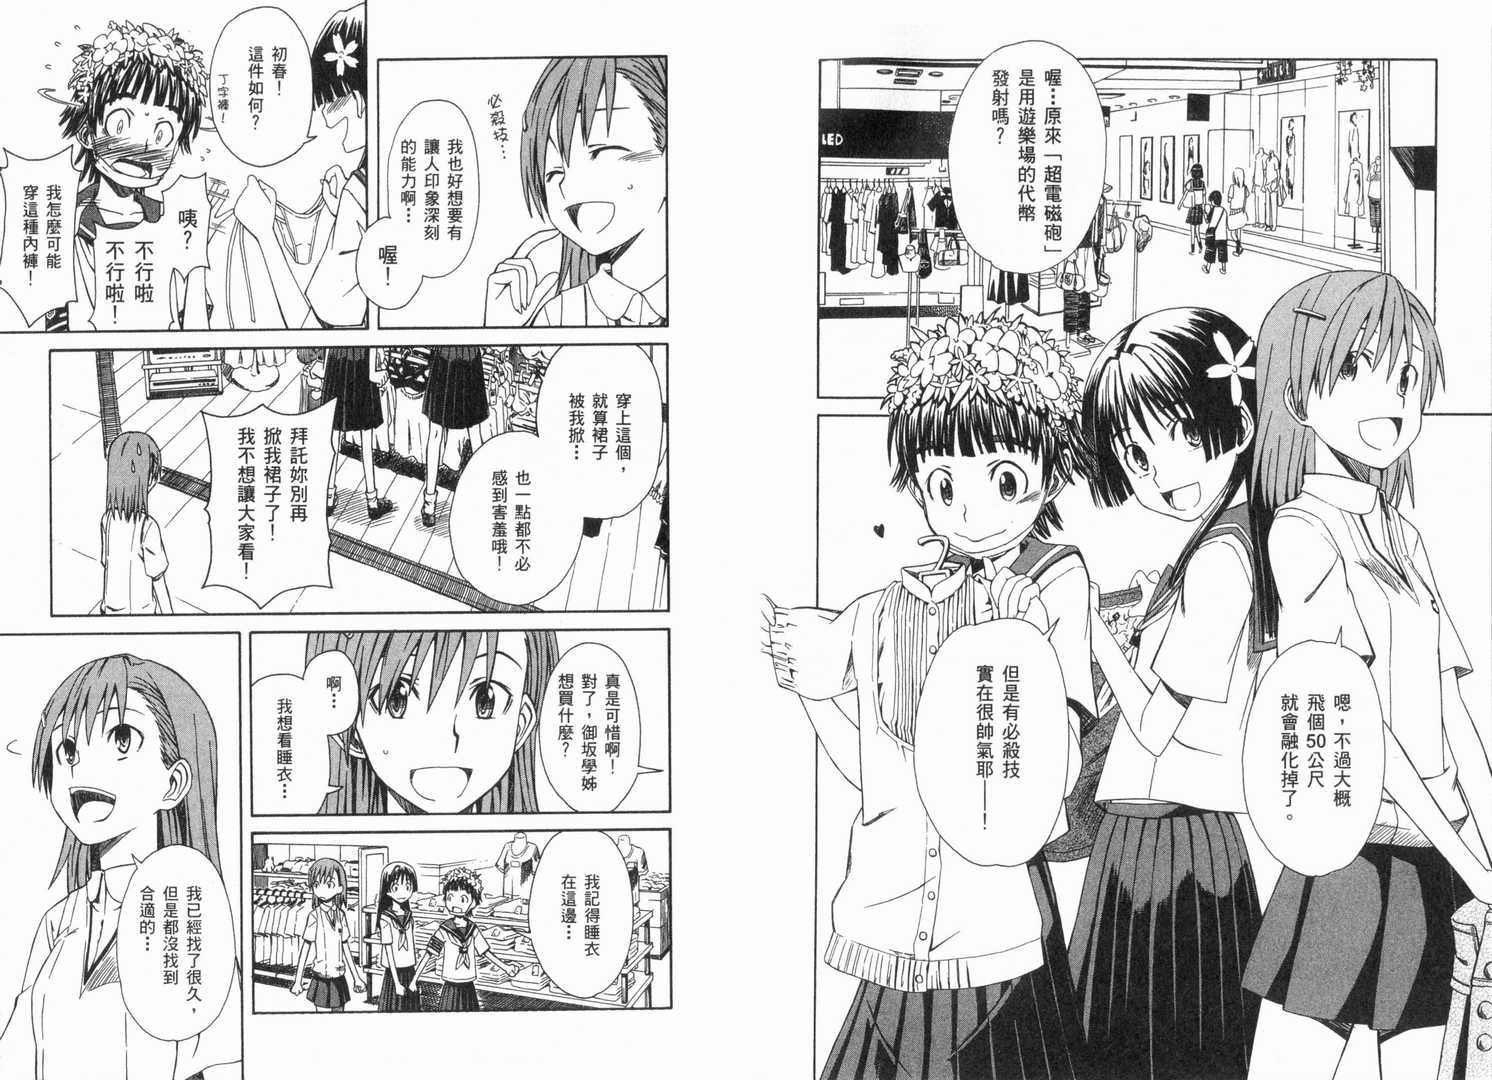 喔…原來「超電磁砲」
是用遊樂場的代幣
發射嗎？
LED
嗯，不過大概
飛個50公尺
就會融化掉了。
但是有必殺技
實在很帥氣耶
——！
必殺技…
我也好想要有
讓人印象深刻
的能力啊…
喔！
初春！
這件如何？
丁字褲！
咦？
不行啦
不行啦！
我怎麼可能
穿這種內褲！
穿上這個，
就算裙子
被我掀…
也一點都不必
感到害羞哦！
拜託妳別再
掀我裙子了！
我不想讓大家看！
真是可惜啊！
對了，御坂學姊
想買什麼？
啊…
我想看睡衣…
我記得睡衣
在這邊…
我已經找了很久，
但是都沒找到
合適的…